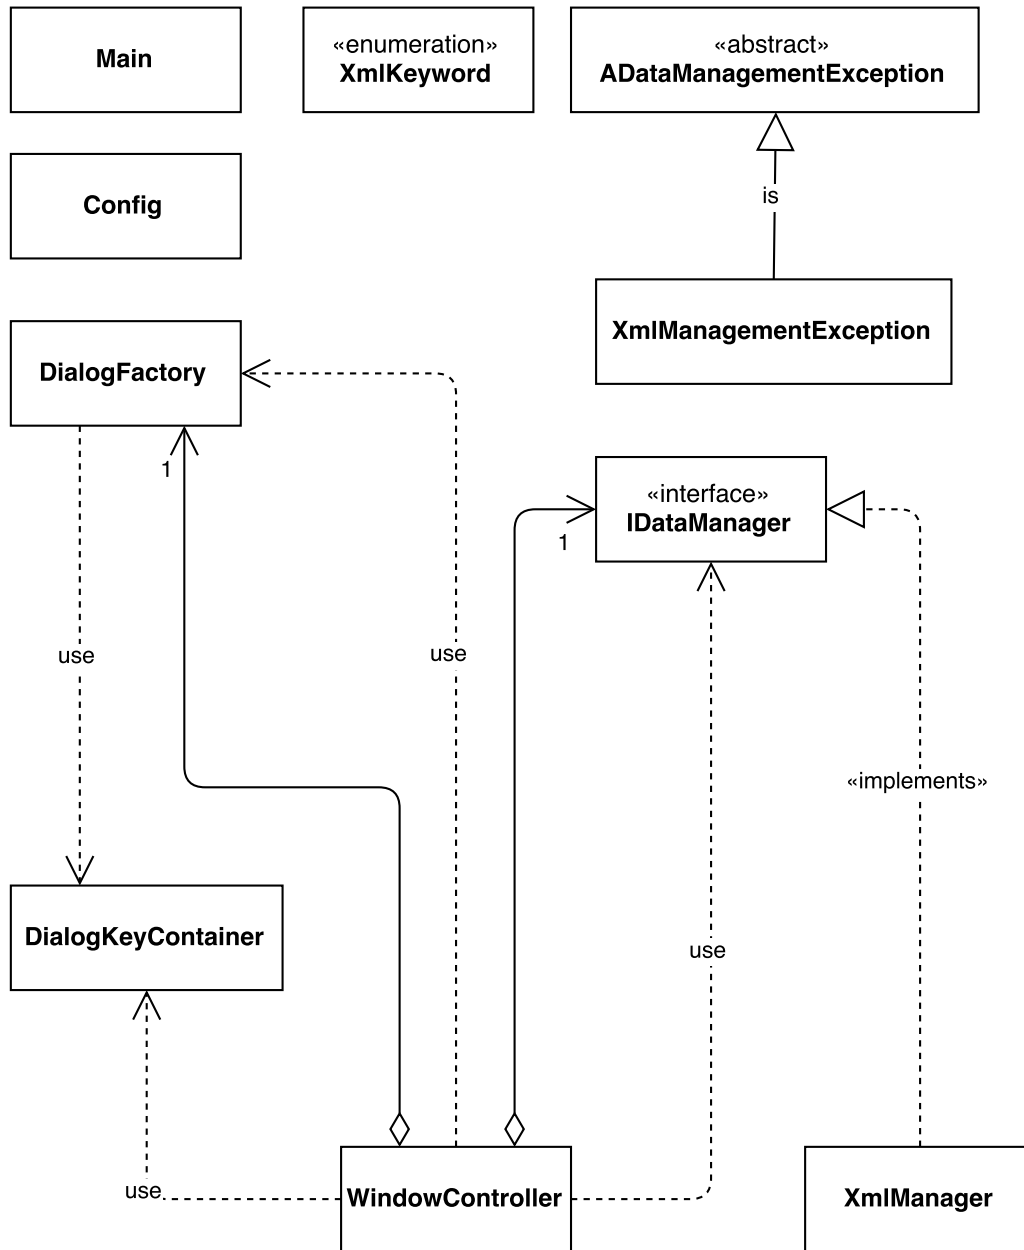 Main
«enumeration»
XmlKeyword
«abstract»
ADataManagementException
Config
is
XmlManagementException
DialogFactory
1
«interface»
IDataManager
1
use
use
«implements»
DialogKeyContainer
use
use
WindowController
XmlManager